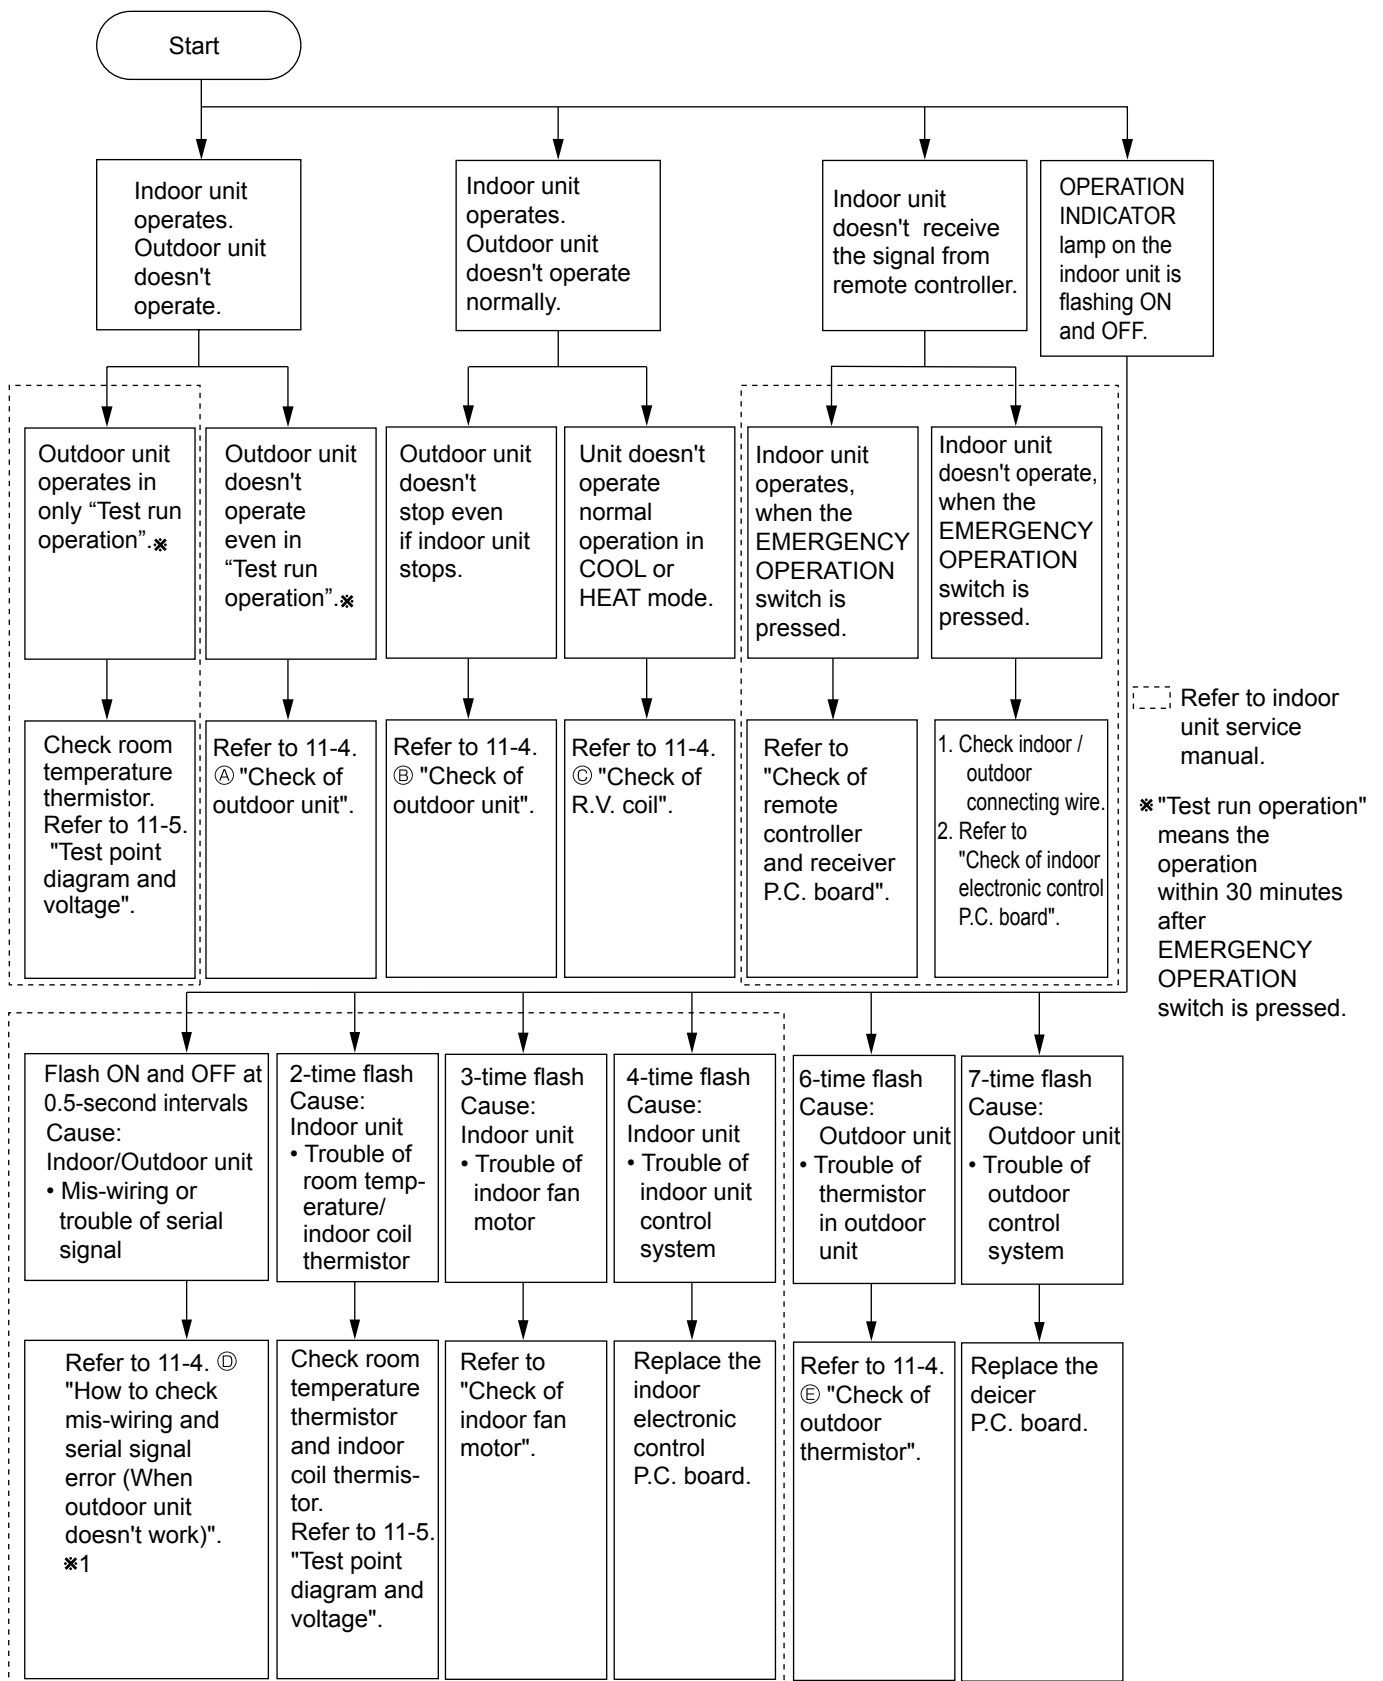 Start
Indoor unit
operates.
Outdoor unit
doesn't
operate.
Indoor unit
operates.
Outdoor unit
doesn't operate
normally.
Indoor unit
doesn't receive
the signal from
remote controller.
OPERATION
INDICATOR
lamp on the
indoor unit is
flashing ON
and OFF.
Outdoor unit
operates in
only “Test run
operation”.※
Outdoor unit
doesn't
operate
even in
“Test run
operation”.※
Outdoor unit
doesn't
stop even
if indoor unit
stops.
Unit doesn't
operate
normal
operation in
COOL or
HEAT mode.
Indoor unit
operates,
when the
EMERGENCY
OPERATION
switch is
pressed.
Indoor unit
doesn't operate,
when the
EMERGENCY
OPERATION
switch is
pressed.
Check room
temperature
thermistor.
Refer to 11-5.
"Test point
diagram and
voltage".
Refer to 11-4.
Ⓐ "Check of
outdoor unit".
Refer to 11-4.
Ⓑ "Check of
outdoor unit".
Refer to 11-4.
Ⓒ "Check of
R.V. coil".
Refer to
"Check of
remote
controller
and receiver
P.C. board".
1. Check indoor /
outdoor
connecting wire.
2. Refer to
"Check of indoor
electronic control
P.C. board".
Refer to indoor
unit service
manual.
※ "Test run operation"
means the
operation
within 30 minutes
after
EMERGENCY
OPERATION
switch is pressed.
Flash ON and OFF at
0.5-second intervals
Cause:
Indoor/Outdoor unit
• Mis-wiring or
trouble of serial
signal
2-time flash
Cause:
Indoor unit
• Trouble of
room temp-
erature/
indoor coil
thermistor
3-time flash
Cause:
Indoor unit
• Trouble of
indoor fan
motor
4-time flash
Cause:
Indoor unit
• Trouble of
indoor unit
control
system
6-time flash
Cause:
Outdoor unit
• Trouble of
thermistor
in outdoor
unit
7-time flash
Cause:
Outdoor unit
• Trouble of
outdoor
control
system
Refer to 11-4. Ⓓ
"How to check
mis-wiring and
serial signal
error (When
outdoor unit
doesn't work)".
※1
Check room
temperature
thermistor
and indoor
coil thermis-
tor.
Refer to 11-5.
"Test point
diagram and
voltage".
Refer to
"Check of
indoor fan
motor".
Replace the
indoor
electronic
control
P.C. board.
Refer to 11-4.
Ⓔ "Check of
outdoor
thermistor".
Replace the
deicer
P.C. board.